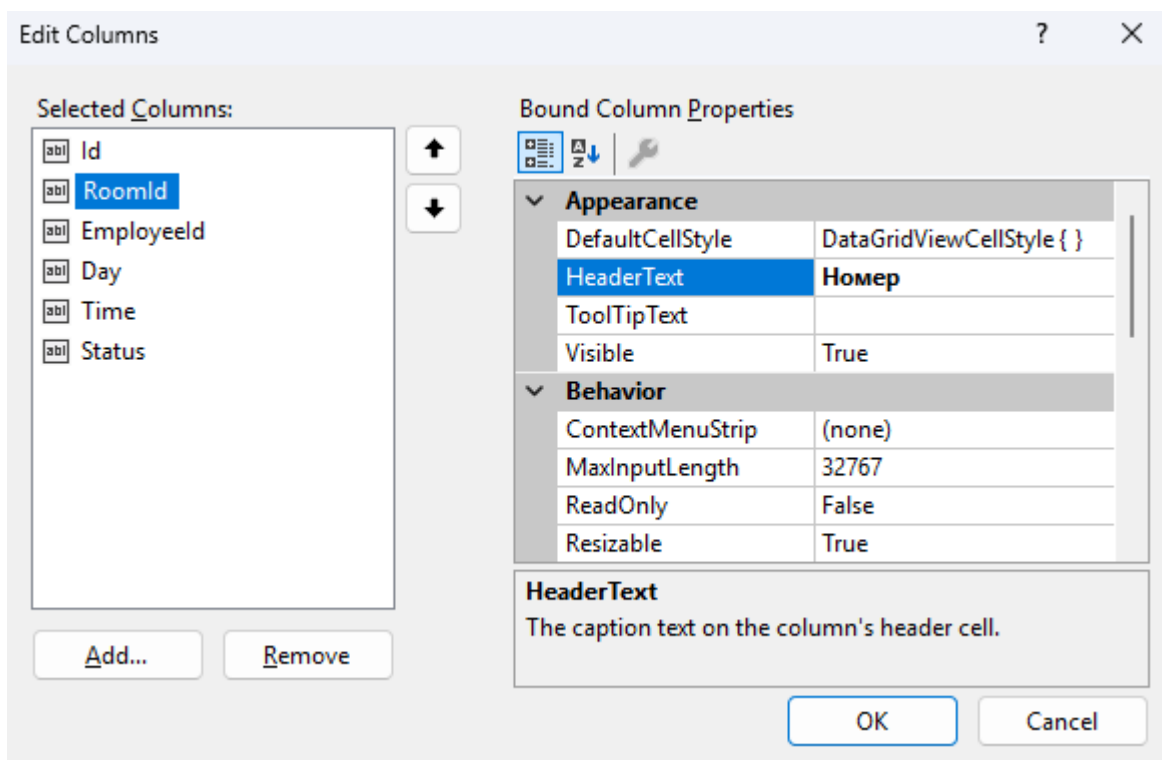 Edit Columns
?
Selected Columns:
Id
RoomId
EmployeeId
Day
Time
Status
Add...
Remove
Bound Column Properties
Appearance
DefaultCellStyle DataGridViewCellStyle { }
HeaderText Номер
ToolTipText
Visible True
Behavior
ContextMenuStrip (none)
MaxInputLength 32767
ReadOnly False
Resizable True
HeaderText
The caption text on the column's header cell.
OK
Cancel